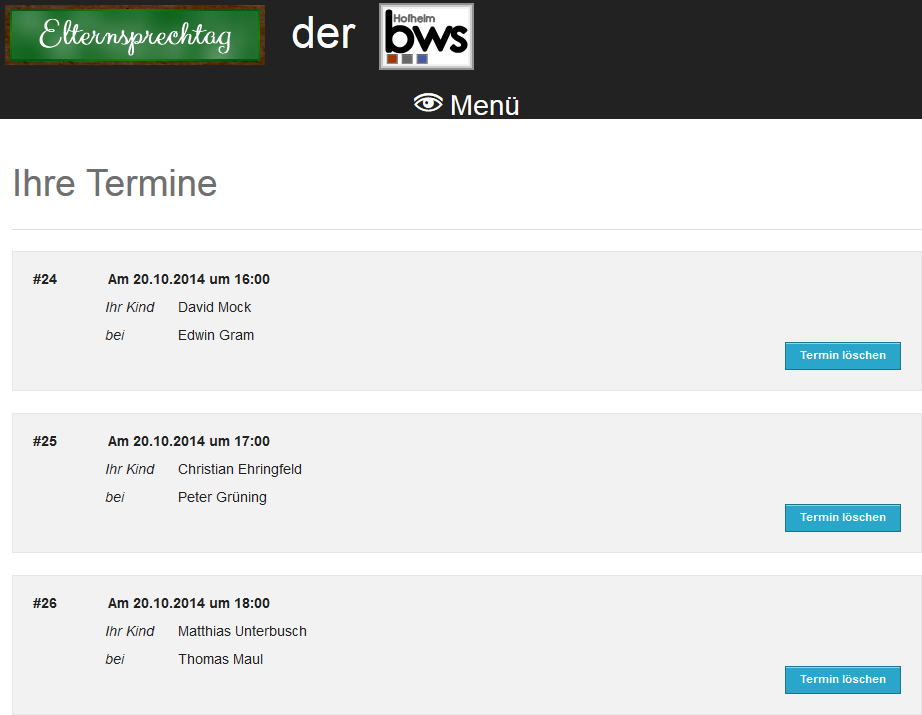 Elternsprechtag der Hofheim bws
Menü
Ihre Termine
#24 Am 20.10.2014 um 16:00
Ihr Kind David Mock
bei Edwin Gram
Termin löschen
#25 Am 20.10.2014 um 17:00
Ihr Kind Christian Ehringfeld
bei Peter Grüning
Termin löschen
#26 Am 20.10.2014 um 18:00
Ihr Kind Matthias Unterbusch
bei Thomas Maul
Termin löschen